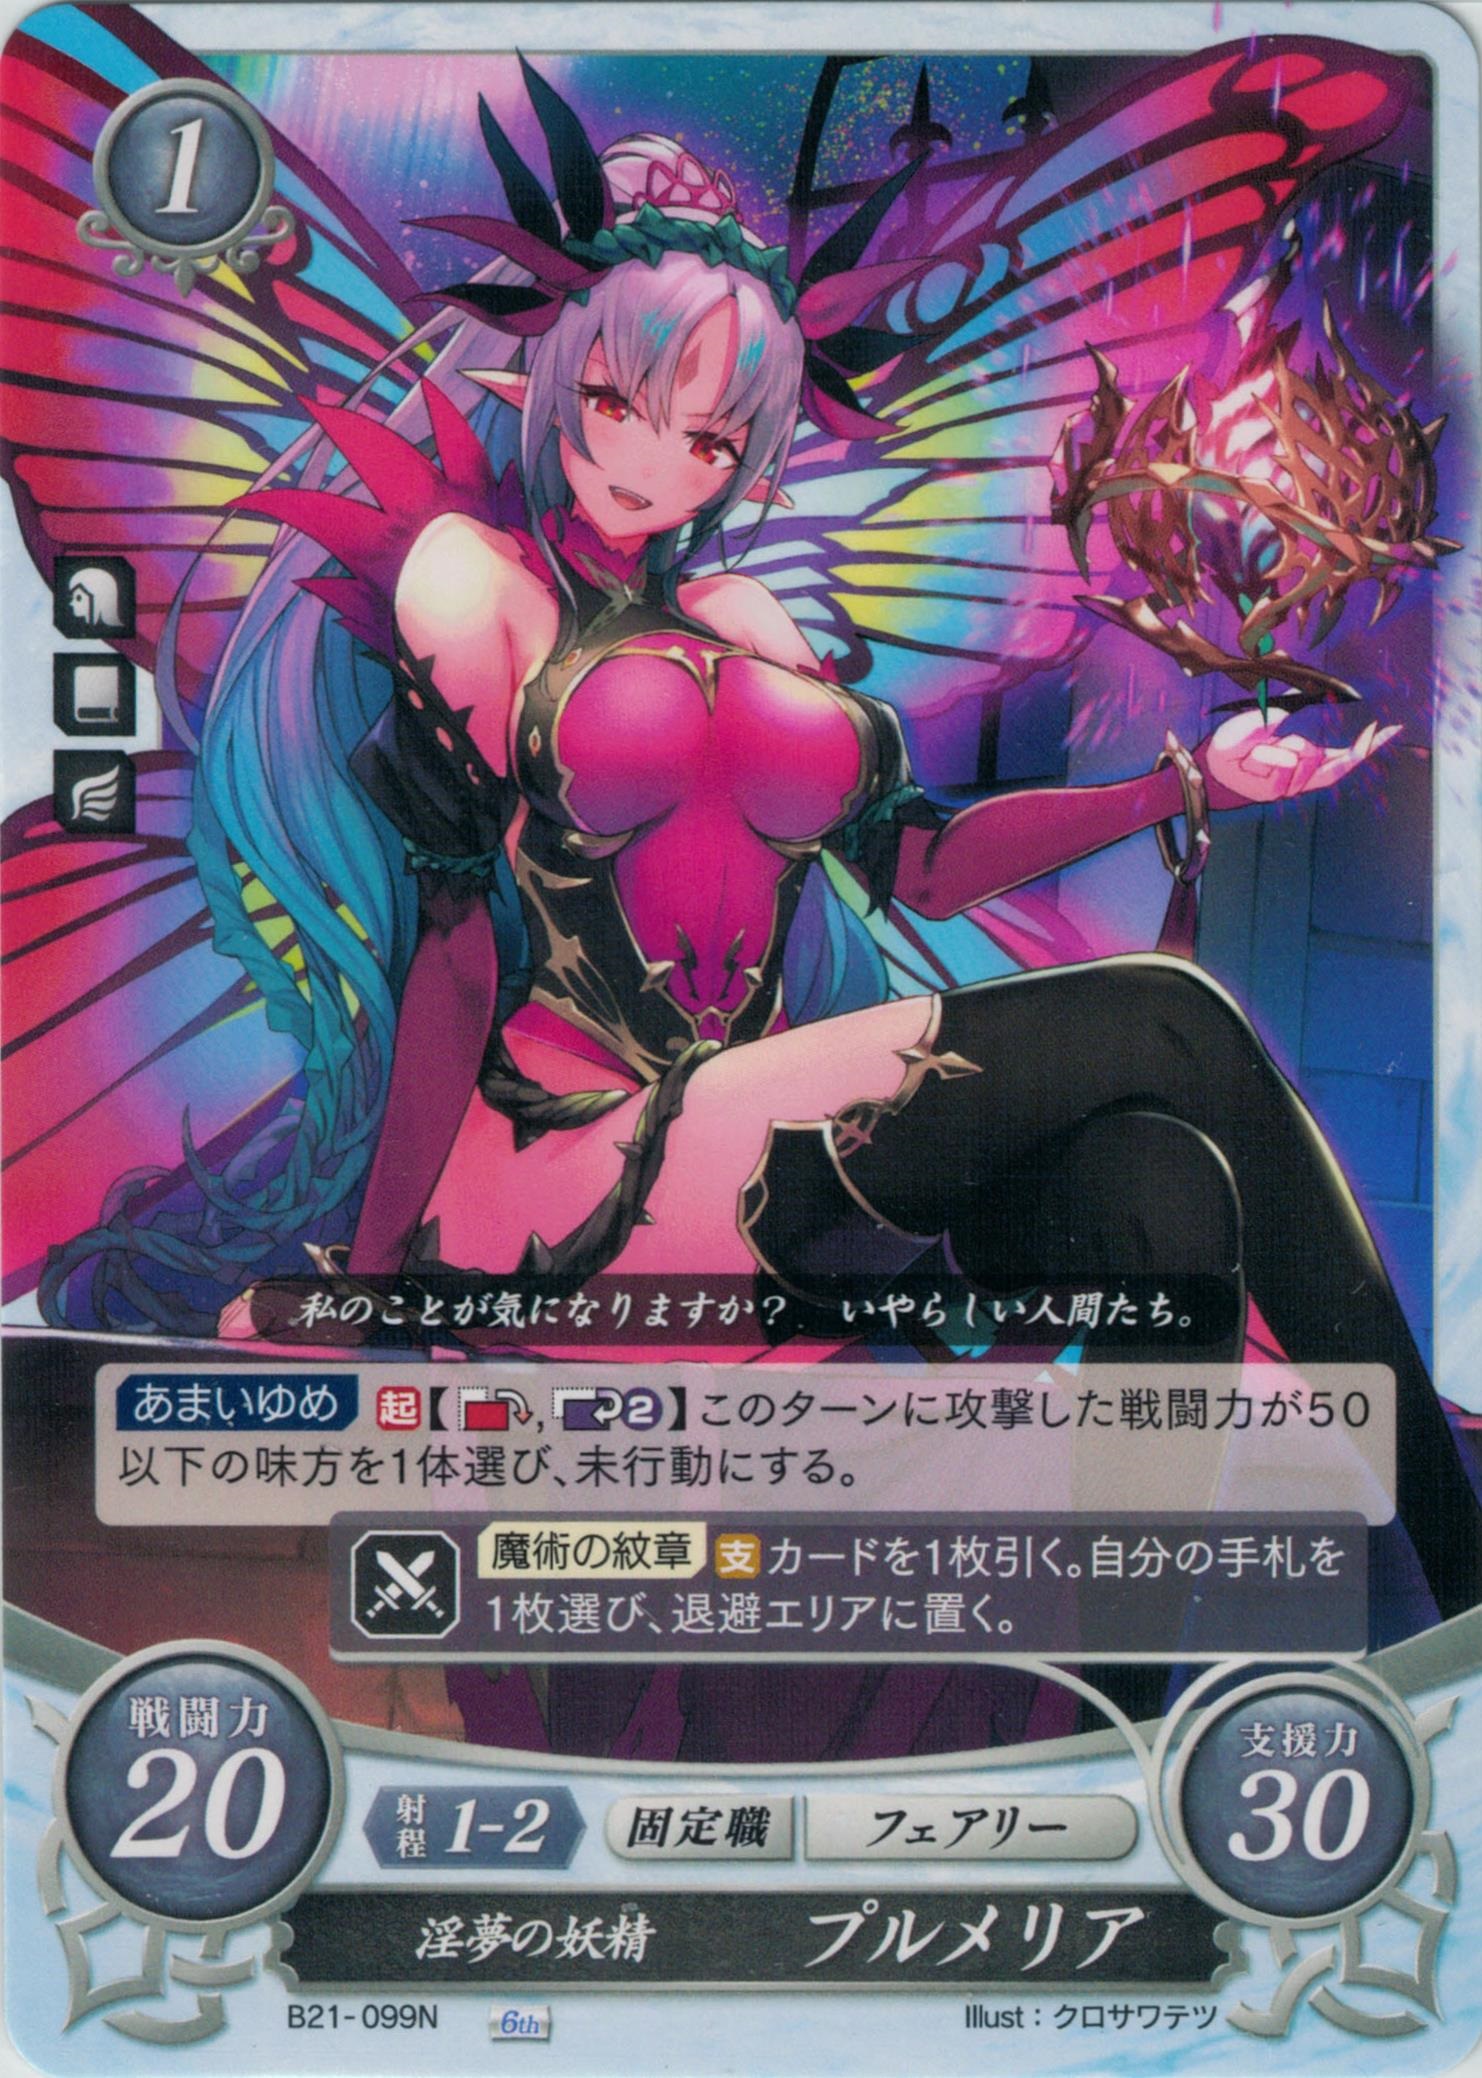 1
私のことが気になりますか？　いやらしい人間たち。
あまいゆめ 起【 , 2】このターンに攻撃した戦闘力が50
以下の味方を1体選び、未行動にする。
魔術の紋章 支 カードを1枚引く。自分の手札を
1枚選び、退避エリアに置く。
戦闘力
20
射程 1-2
固定職 フェアリー
支援力
30
淫夢の妖精　プルメリア
B21-099N 6th Illust：クロサワテツ